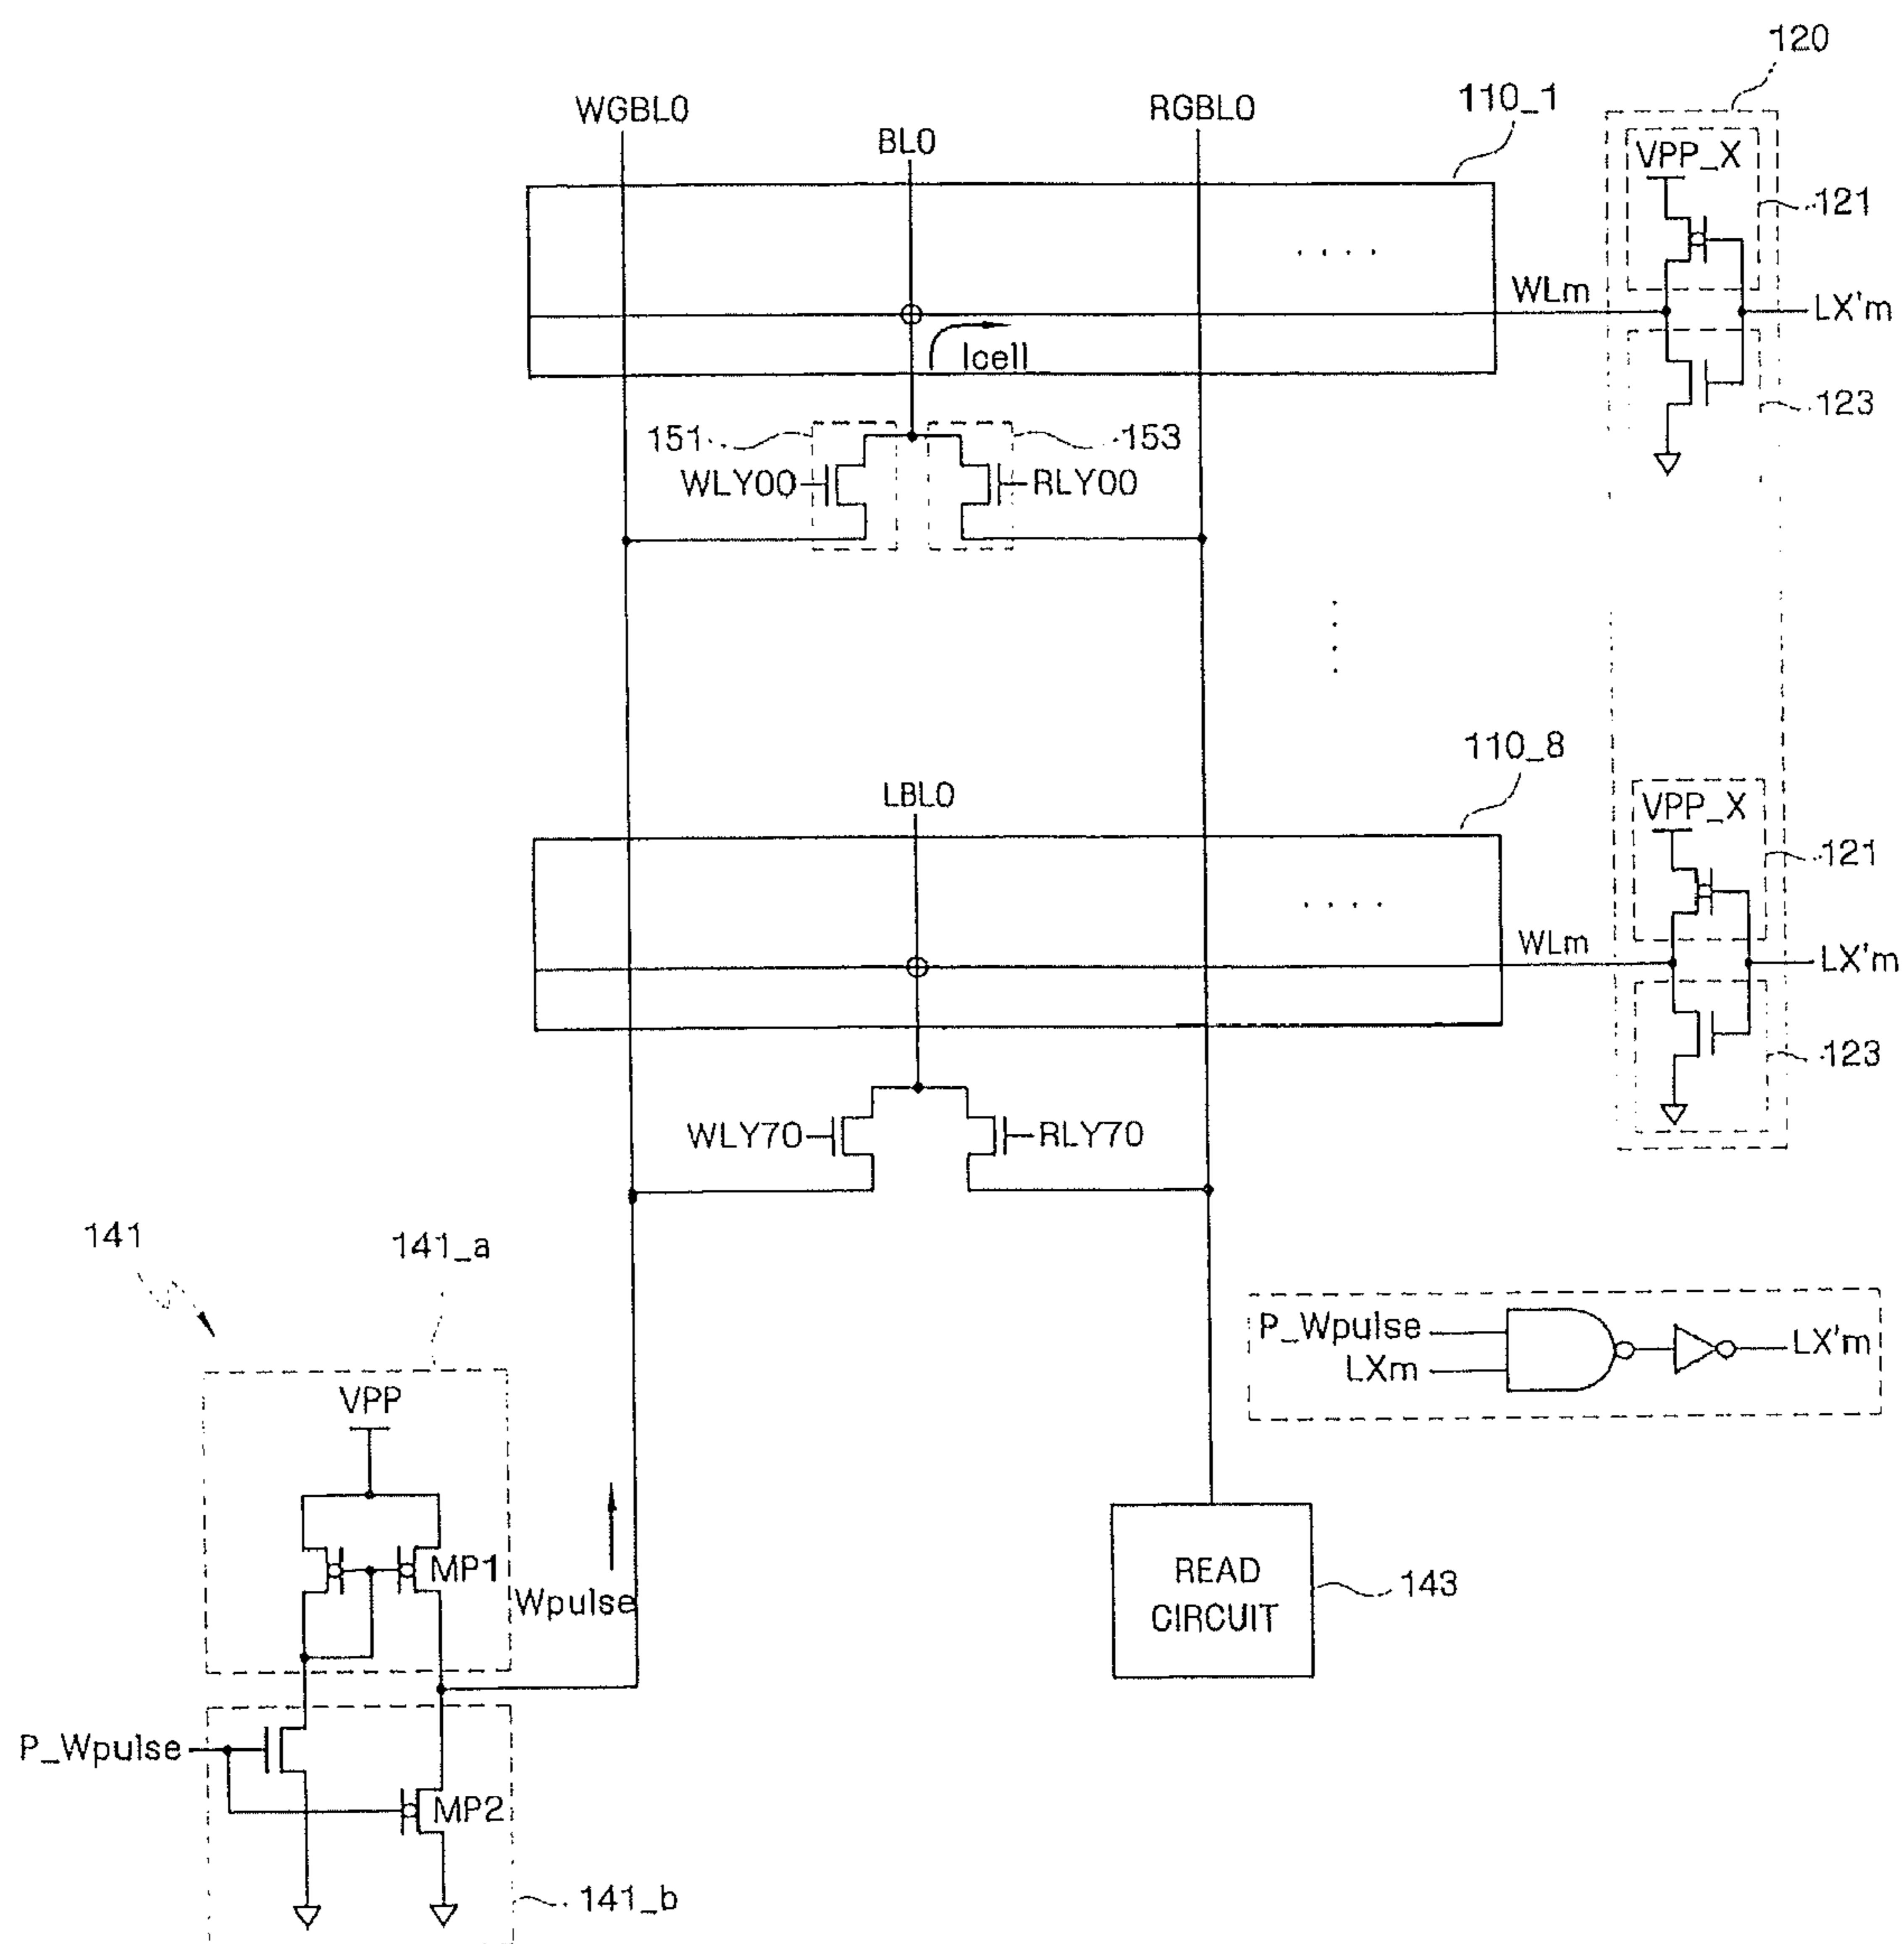 120
WGBL0
BL0
RGBL0
110_1
VPP_X
121
WLm
LX'm
Icell
123
151
153
WLY00
RLY00
110_8
LBL0
VPP_X
121
WLm
LX'm
123
WLY70
RLY70
141
141_a
P_Wpulse
LXm
LX'm
VPP
MP1
Wpulse
READ
CIRCUIT
143
P_Wpulse
MP2
141_b